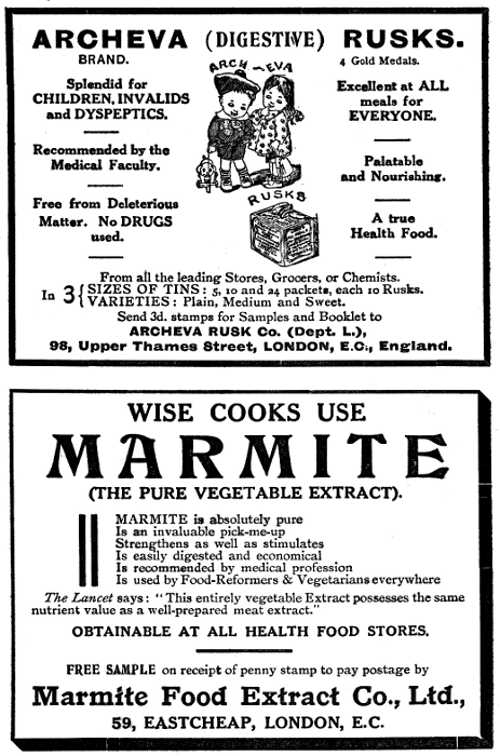 ARCHEVA (DIGESTIVE) RUSKS.
BRAND.
4 Gold Medals.
ARCH-EVA
RUSKS
Splendid for
CHILDREN, INVALIDS
and DYSPEPTICS.
Recommended by the
Medical Faculty.
Free from Deleterious
Matter. No DRUGS
used.
Excellent at ALL
meals for
EVERYONE.
Palatable
and Nourishing.
A true
Health Food.
From all the leading Stores, Grocers, or Chemists.
In 3 { SIZES OF TINS: 5, 10 and 24 packets, each 10 Rusks.
VARIETIES: Plain, Medium and Sweet.
Send 3d. stamps for Samples and Booklet to
ARCHEVA RUSK Co. (Dept. L.),
98, Upper Thames Street, LONDON, E.C., England.
WISE COOKS USE
MARMITE
(THE PURE VEGETABLE EXTRACT).
MARMITE is absolutely pure
Is an invaluable pick-me-up
Strengthens as well as stimulates
Is easily digested and economical
Is recommended by medical profession
Is used by Food-Reformers & Vegetarians everywhere
The Lancet says: "This entirely vegetable Extract possesses the same
nutrient value as a well-prepared meat extract."
OBTAINABLE AT ALL HEALTH FOOD STORES.
FREE SAMPLE on receipt of penny stamp to pay postage by
Marmite Food Extract Co., Ltd.,
59, EASTCHEAP, LONDON, E.C.